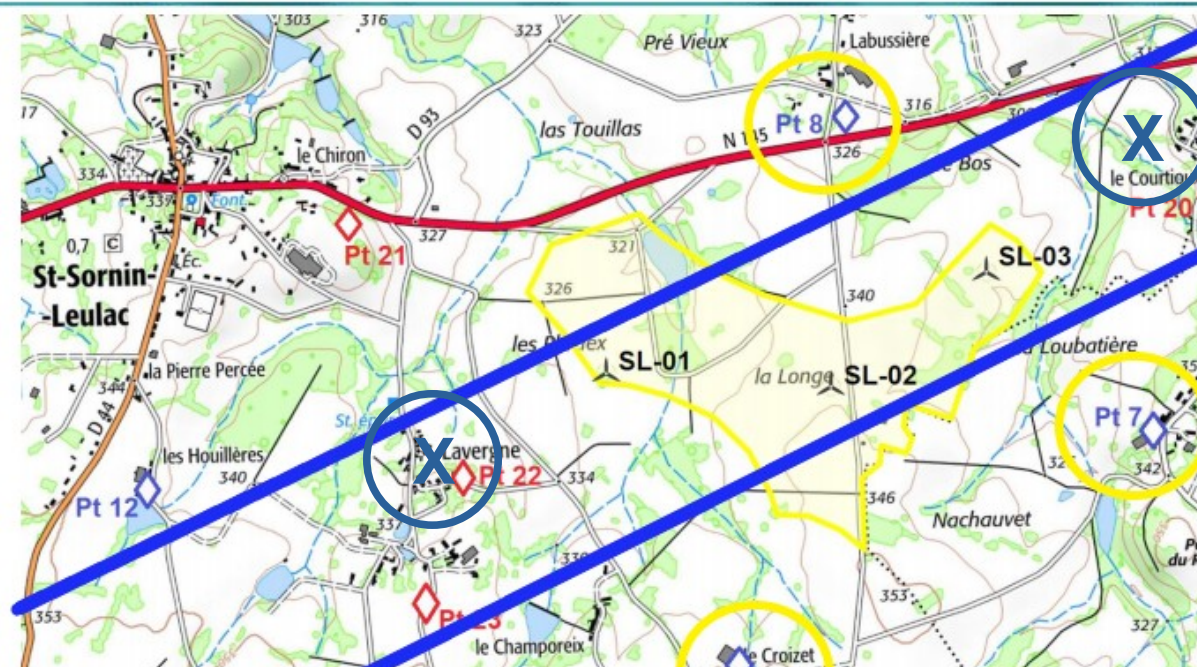 303
316
323
Pré Vieux
Labussière
17
D 93
las Touillas
Pt 8
316
N 145
326
X
le Chiron
334
339
Font.
le Bos
le Courtioux
Pt 20
Pt 21
327
321
0,7 C
Éc.
St-Sornin-
-Leulac
326
340
SL-03
les Plantex
SL-01
la Longe
SL-02
la Loubatière
la Pierre Percée
344
D 44
St. ép.
Pt 7
les Houillères
340
X
Lavergne
Pt 22
334
342
Pt 12
346
337
Nachauvet
353
Pt 23
le Champoreix
353
le Croizet
327